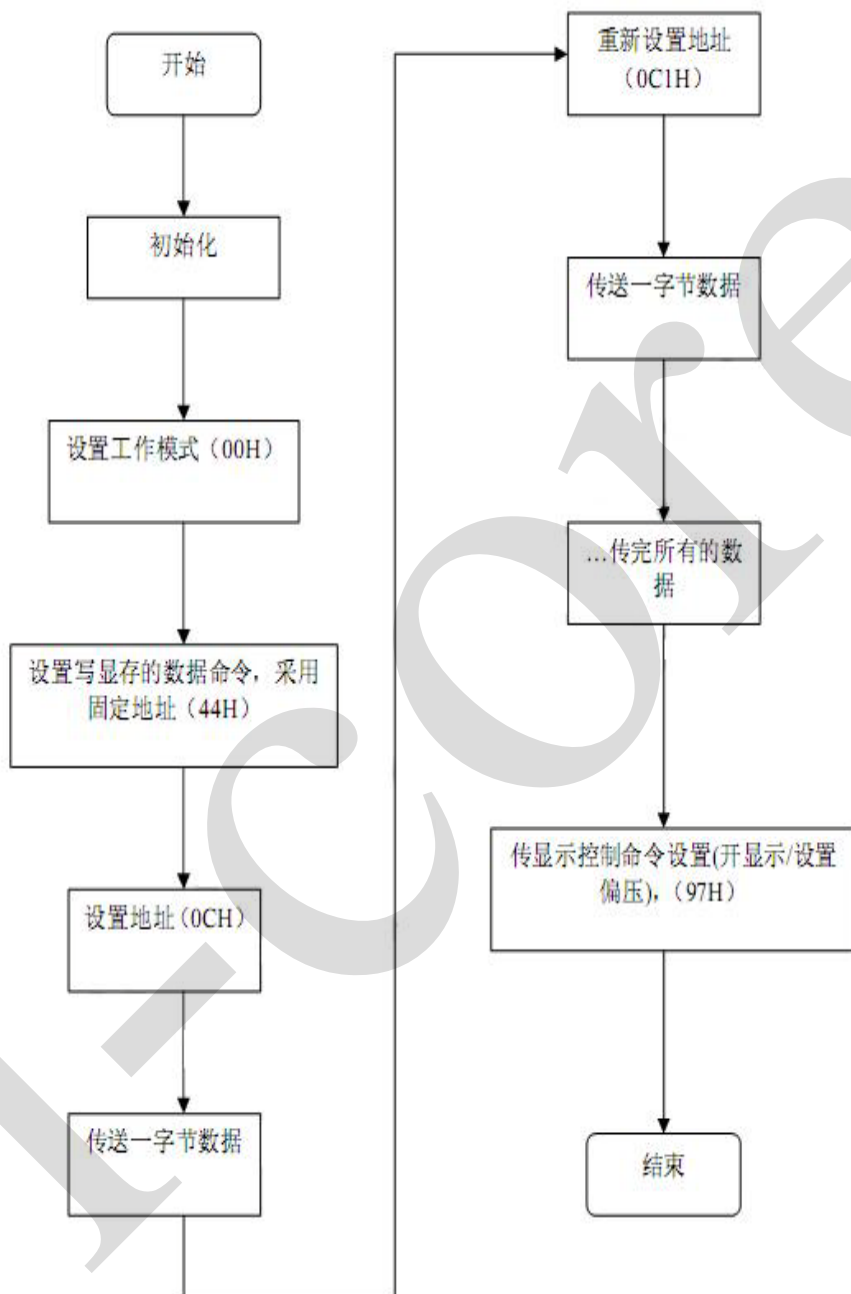 开始
初始化
设置工作模式（00H）
设置写显存的数据命令，采用
固定地址（44H）
设置地址（0CH）
传送一字节数据
重新设置地址
（0C1H）
传送一字节数据
…传完所有的数
据
传显示控制命令设置(开显示/设置
偏压)，（97H）
结束
i-core